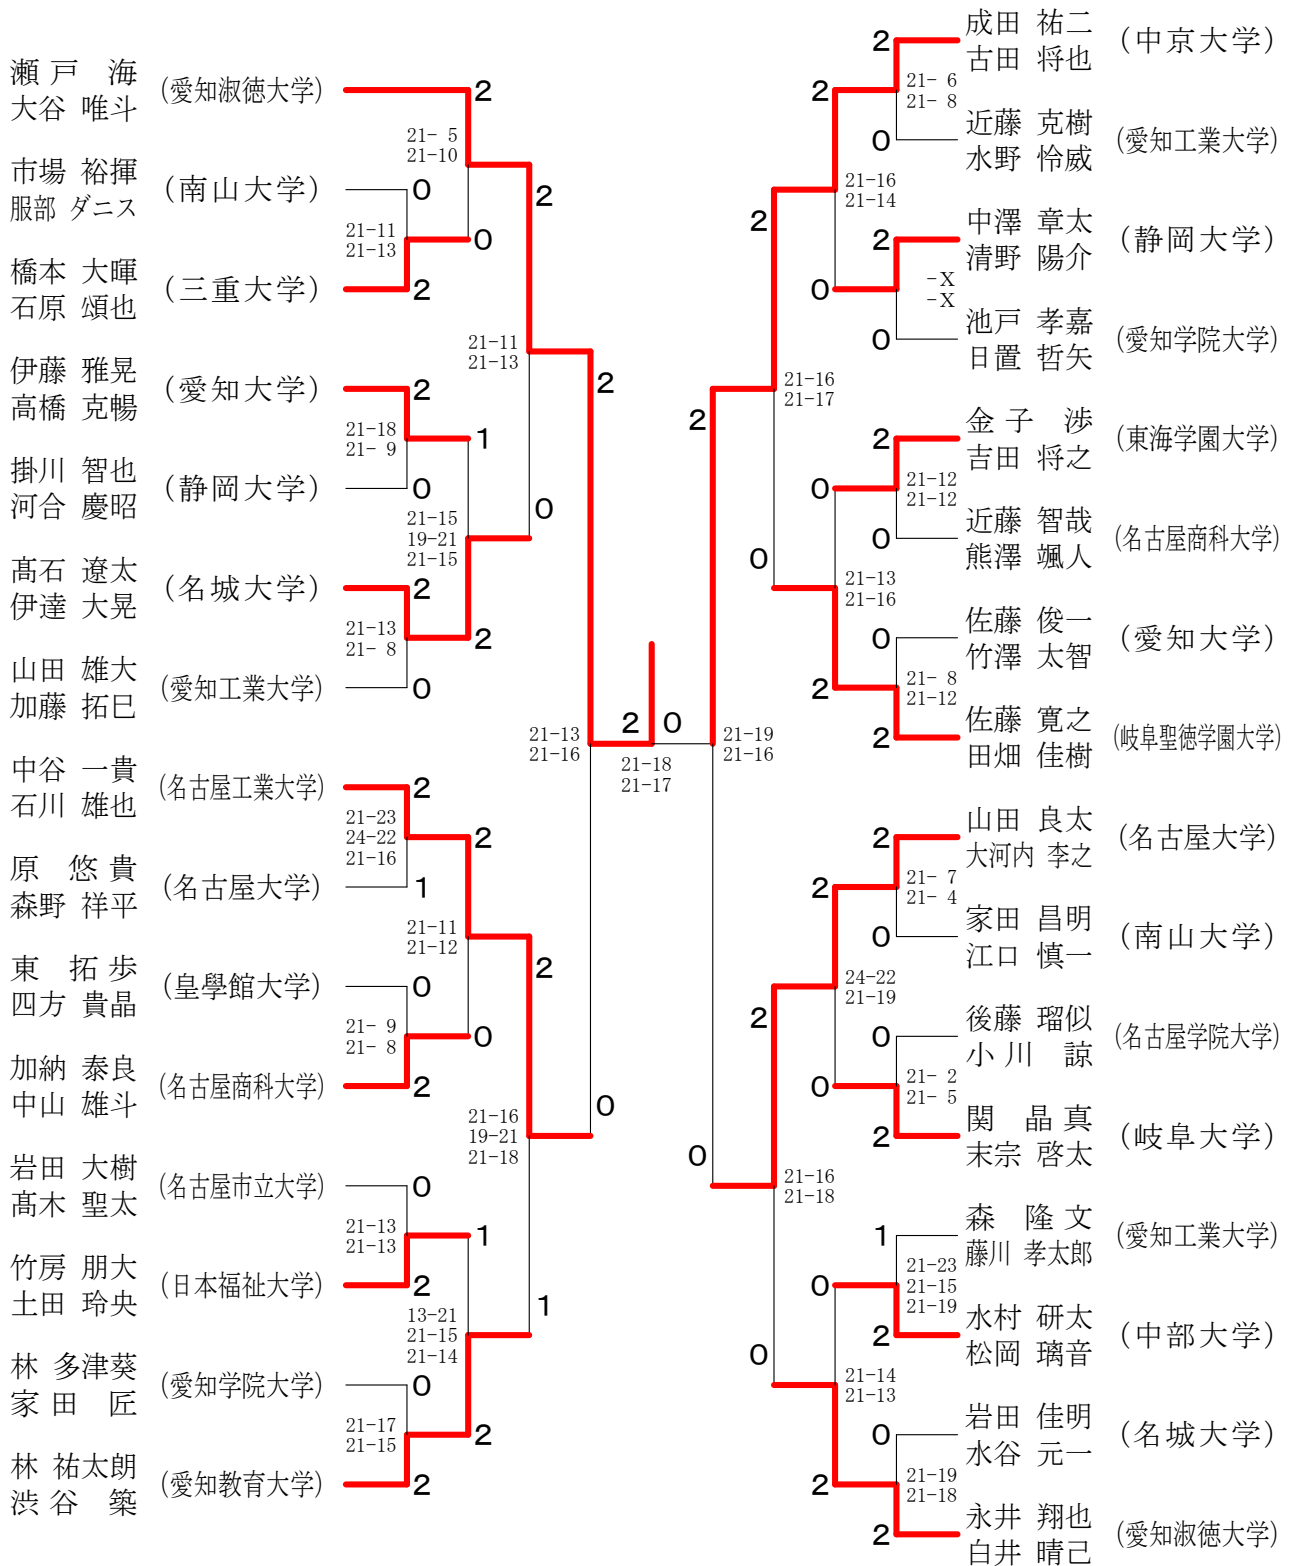 瀬戸 海
大谷 唯斗
(愛知淑徳大学)
2
21- 5
21-10
市場 裕揮
服部 ダニス
(南山大学)
0
21-11
21-13
0
橋本 大暉
石原 頌也
(三重大学)
2
2
21-11
21-13
伊藤 雅晃
高橋 克暢
(愛知大学)
2
21-18
21- 9
1
掛川 智也
河合 慶昭
(静岡大学)
0
21-15
19-21
21-15
0
髙石 遼太
伊達 大晃
(名城大学)
2
21-13
21- 8
2
山田 雄大
加藤 拓巳
(愛知工業大学)
0
2
21-13
21-16
中谷 一貴
石川 雄也
(名古屋工業大学)
2
21-23
24-22
21-16
2
原 悠貴
森野 祥平
(名古屋大学)
1
21-11
21-12
2
東 拓歩
四方 貴晶
(皇學館大学)
0
21- 9
21- 8
0
加納 泰良
中山 雄斗
(名古屋商科大学)
2
21-16
19-21
21-18
0
岩田 大樹
髙木 聖太
(名古屋市立大学)
0
21-13
21-13
1
竹房 朋大
土田 玲央
(日本福祉大学)
2
13-21
21-15
21-14
1
林 多津葵
家田 匠
(愛知学院大学)
0
21-17
21-15
2
林 祐太朗
渋谷 築
(愛知教育大学)
2
2
0
21-18
21-17
成田 祐二
古田 将也
(中京大学)
2
21- 6
21- 8
2
近藤 克樹
水野 怜威
(愛知工業大学)
0
21-16
21-14
2
中澤 章太
清野 陽介
(静岡大学)
2
-X
-X
0
池戸 孝嘉
日置 哲矢
(愛知学院大学)
0
21-16
21-17
2
金子 渉
吉田 将之
(東海学園大学)
2
21-12
21-12
0
近藤 智哉
熊澤 颯人
(名古屋商科大学)
0
0
21-13
21-16
佐藤 俊一
竹澤 太智
(愛知大学)
0
21- 8
21-12
2
佐藤 寛之
田畑 佳樹
(岐阜聖徳学園大学)
2
21-19
21-16
山田 良太
大河内 李之
(名古屋大学)
2
21- 7
21- 4
2
家田 昌明
江口 慎一
(南山大学)
0
24-22
21-19
2
後藤 瑠似
小川 諒
(名古屋学院大学)
0
21- 2
21- 5
0
関 晶真
末宗 啓太
(岐阜大学)
2
0
21-16
21-18
森 隆文
藤川 孝太郎
(愛知工業大学)
1
21-23
21-15
21-19
0
水村 研太
松岡 璃音
(中部大学)
2
0
21-14
21-13
岩田 佳明
水谷 元一
(名城大学)
0
21-19
21-18
2
永井 翔也
白井 晴己
(愛知淑徳大学)
2